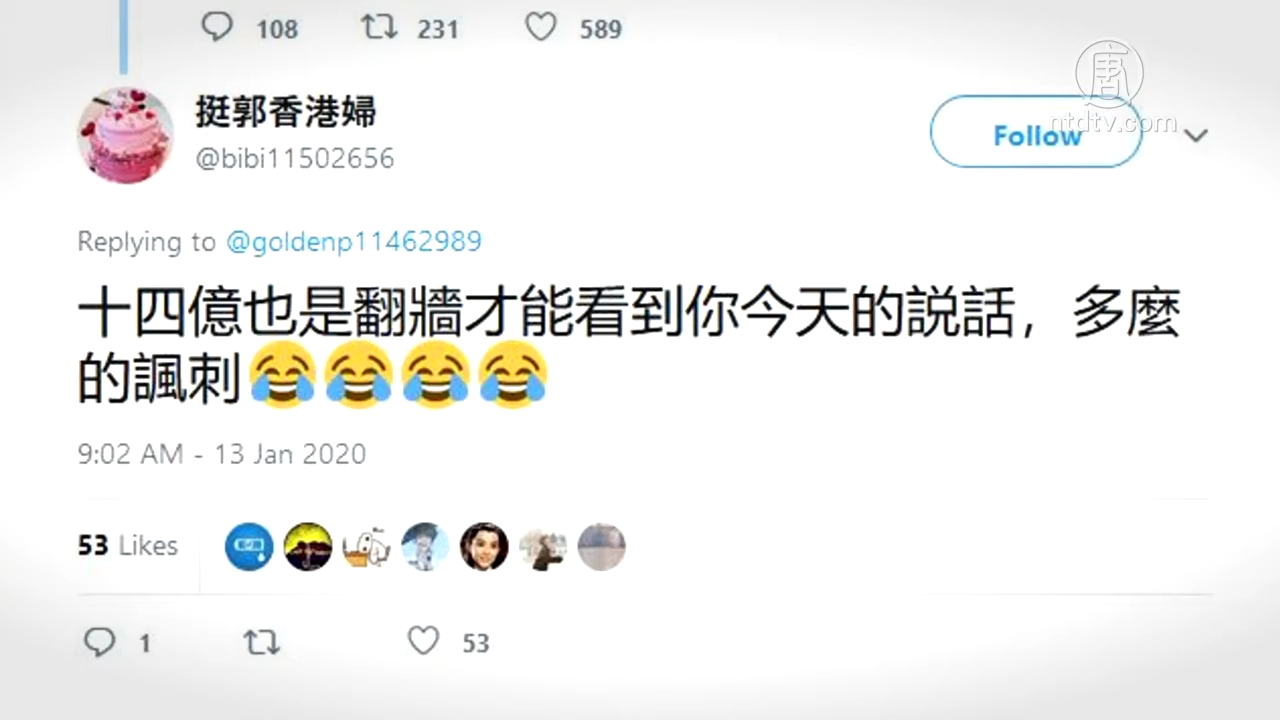 108 231 589
唐
ntdtv.com
挺郭香港婦
@bibi11502656
Follow
Replying to @goldenp11462989
十四億也是翻牆才能看到你今天的説話，多麼
的諷刺😂😂😂😂
9:02 AM - 13 Jan 2020
53 Likes
1 53